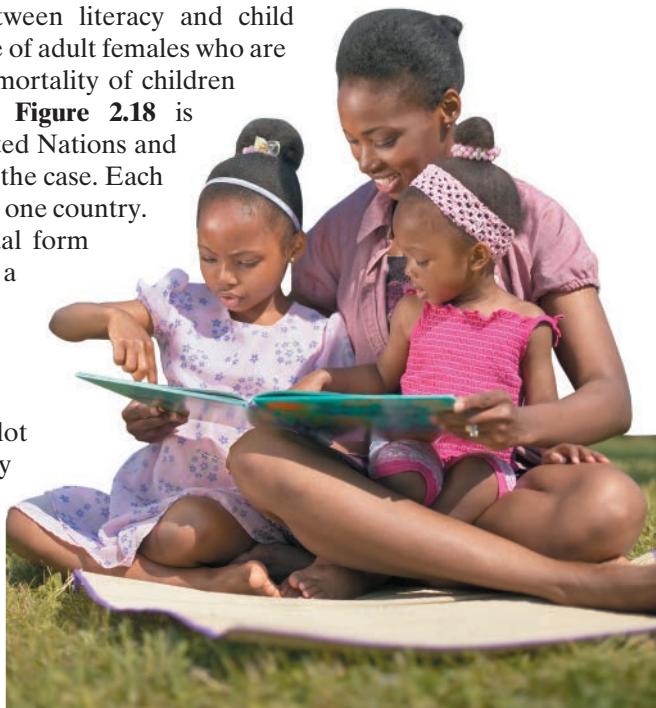 tween literacy and child
e of adult females who are
mortality of children
Figure 2.18 is
ted Nations and
the case. Each
one country.
al form
a
lot
y